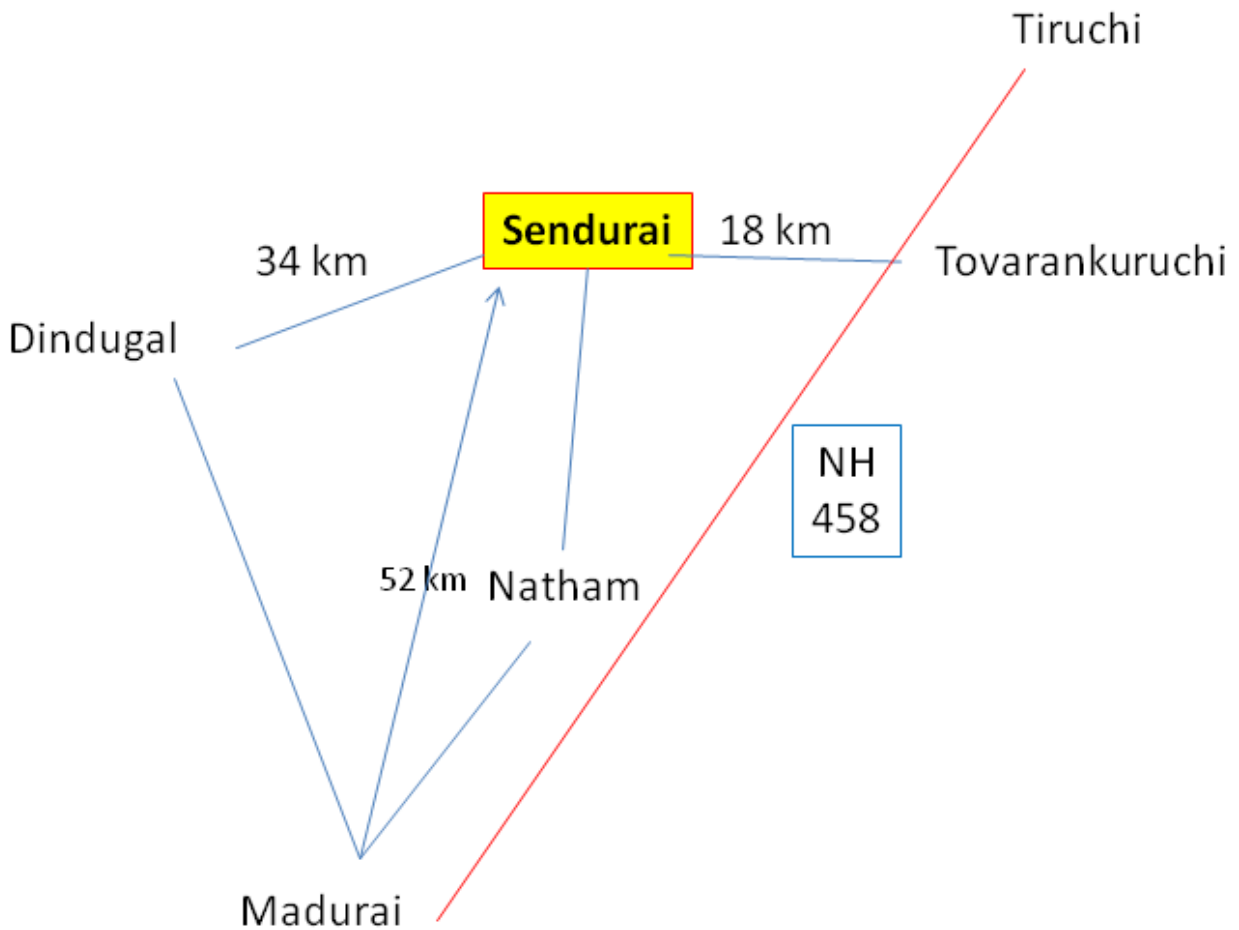 Tiruchi
Sendurai
18 km
34 km
Tovarankuruchi
Dindugal
NH
458
52 km
Natham
Madurai